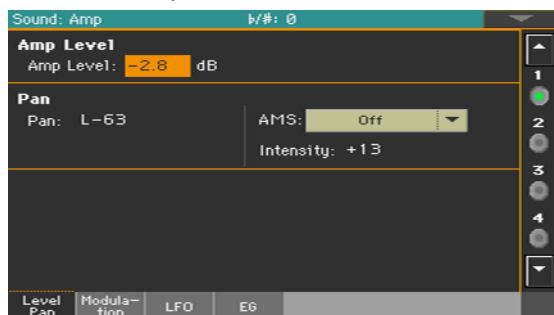 Sound: Amp ♭/#: 0
Amp Level
Amp Level: -2.8 dB
Pan
Pan: L-63
AMS: Off
Intensity: +13
1
2
3
4
Level Pan
Modula-tion
LFO
EG